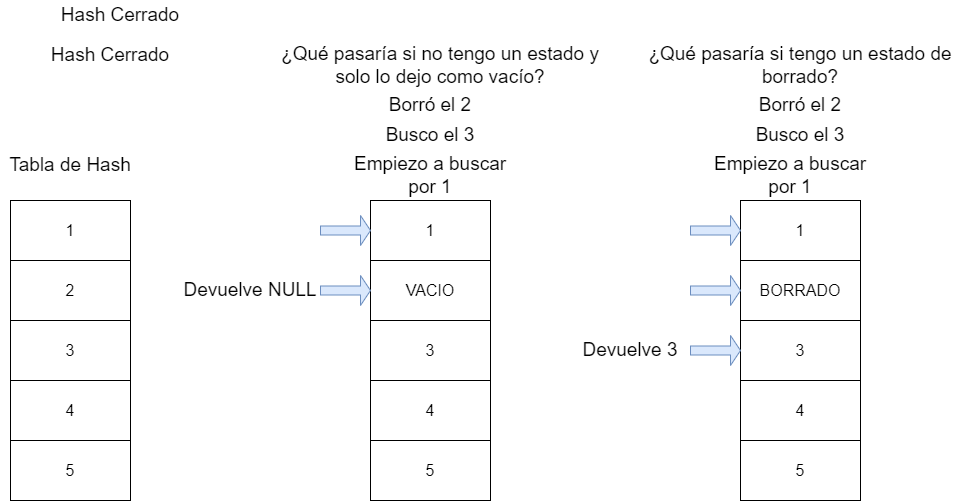 Hash Cerrado
Hash Cerrado
¿Qué pasaría si no tengo un estado y
solo lo dejo como vacío?
Borró el 2
Busco el 3
Empiezo a buscar
por 1
¿Qué pasaría si tengo un estado de
borrado?
Borró el 2
Busco el 3
Empiezo a buscar
por 1
Tabla de Hash
1
2
3
4
5
1
Devuelve NULL
VACIO
3
4
5
1
BORRADO
Devuelve 3
3
4
5